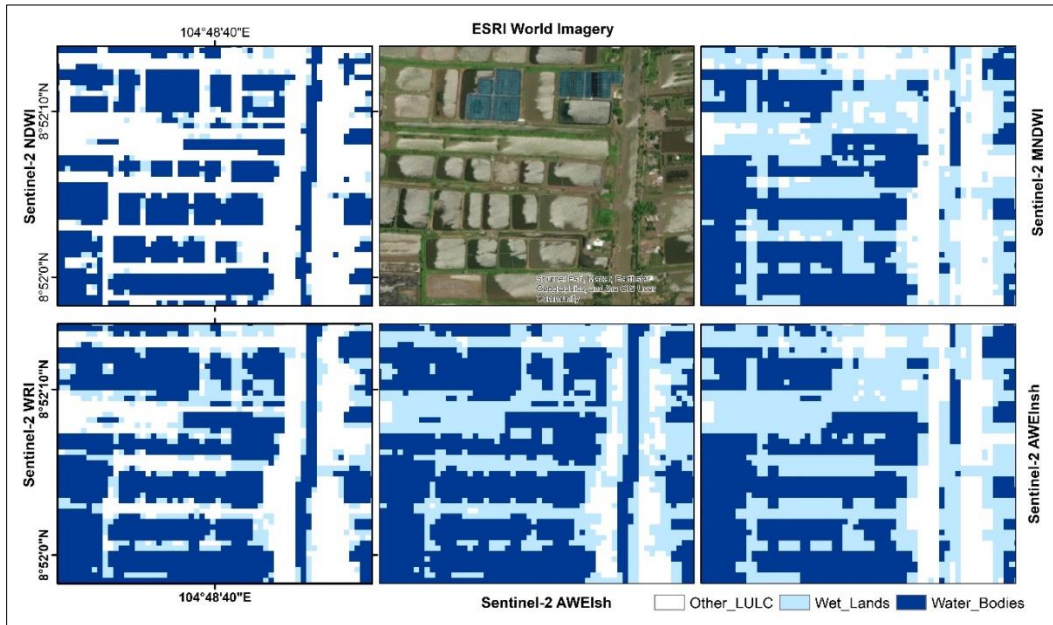 ESRI World Imagery
104°48'40"E
Sentinel-2 NDWI
8°52'10"N
8°52'0"N
Sentinel-2 MNDWI
Community
Sentinel-2 WRI
8°52'10"N
8°52'0"N
Sentinel-2 AWEInsh
104°48'40"E
Sentinel-2 AWEIsh
Other_LULC
Wet_Lands
Water_Bodies